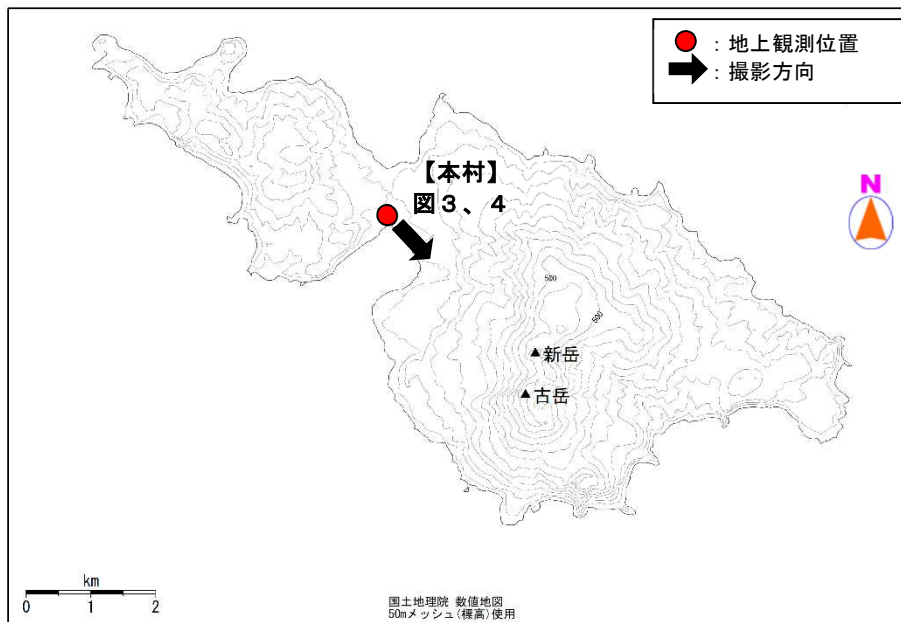 ：地上観測位置
：撮影方向
【本村】
図３、４
N
500
500
▲新岳
▲古岳
km
0 1 2
国土地理院 数値地図
50mメッシュ(標高)使用